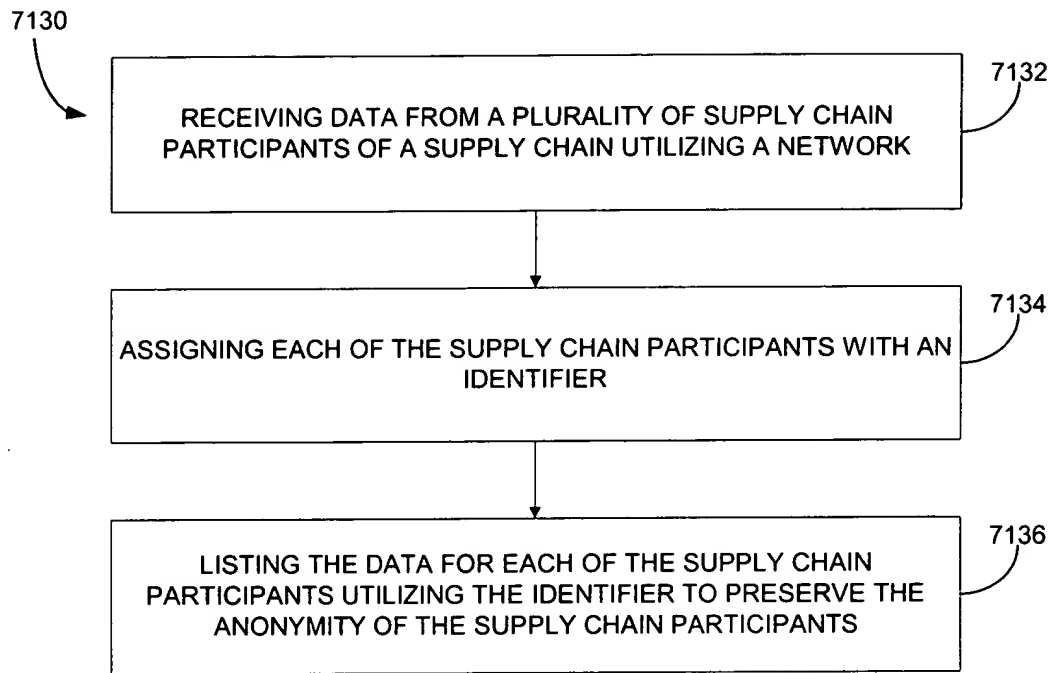 7130
7132
RECEIVING DATA FROM A PLURALITY OF SUPPLY CHAIN
PARTICIPANTS OF A SUPPLY CHAIN UTILIZING A NETWORK
7134
ASSIGNING EACH OF THE SUPPLY CHAIN PARTICIPANTS WITH AN
IDENTIFIER
7136
LISTING THE DATA FOR EACH OF THE SUPPLY CHAIN
PARTICIPANTS UTILIZING THE IDENTIFIER TO PRESERVE THE
ANONYMITY OF THE SUPPLY CHAIN PARTICIPANTS